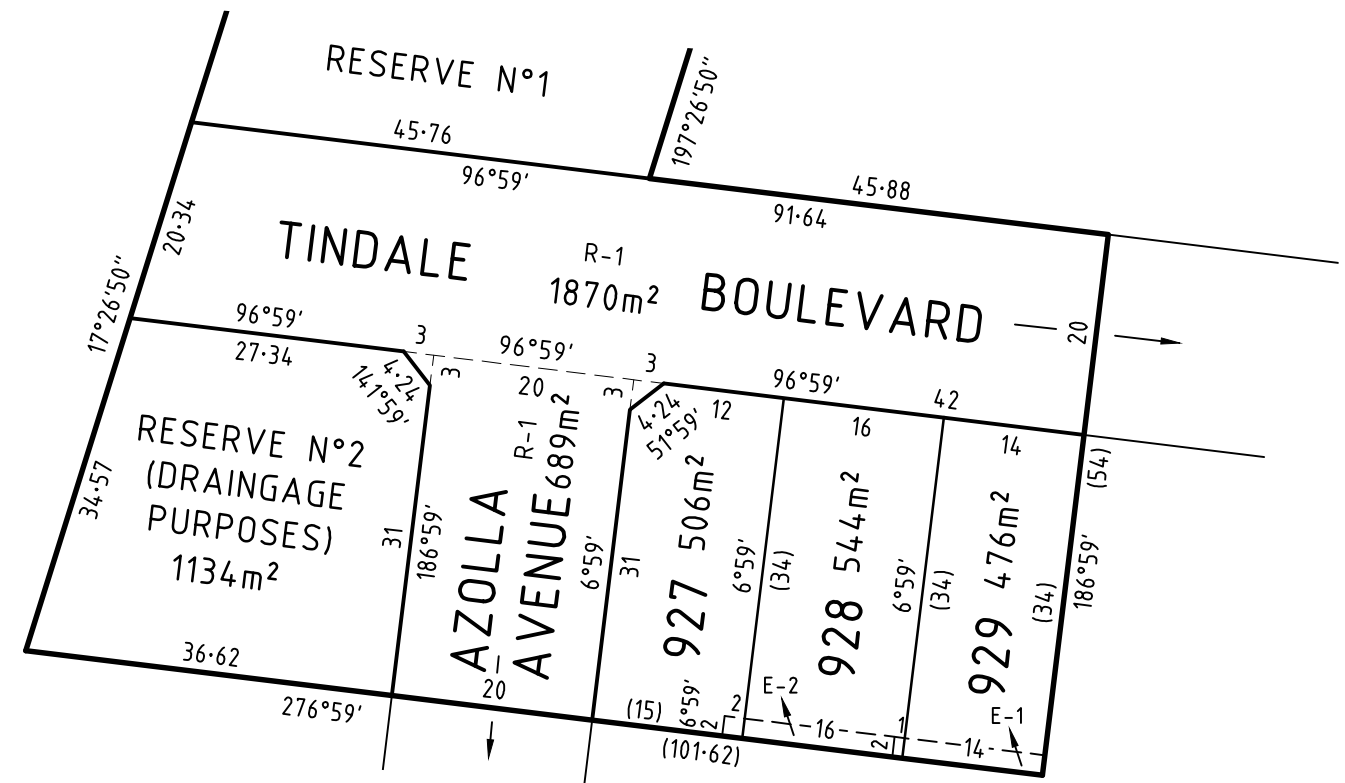 RESERVE N°1
197°26'50"
45·76
96°59'
45·88
91·64
20·34
TINDALE
R-1
1870m²
BOULEVARD
20
17°26'50"
96°59'
27·34
3
3
4·24
141°59'
96°59'
20
3
3
4·24
51°59'
96°59'
12
42
16
14
(54)
RESERVE N°2
(DRAINGAGE
PURPOSES)
1134m²
34·57
31
186°59'
R-1
AZOLLA
AVENUE 689m²
6°59'
31
927 506m²
6°59'
(34)
928 544m²
6°59'
(34)
929 476m²
(34)
186°59'
36·62
276°59'
20
(15)
6°59'
2
2
E-2
16
1
2
E-1
14
(101·62)